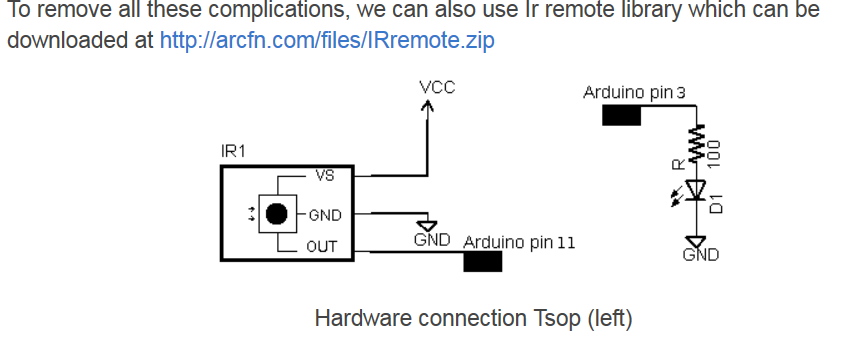 To remove all these complications, we can also use Ir remote library which can be
downloaded at http://arcfn.com/files/IRremote.zip
VCC
Arduino pin 3
IR1
VS
R
100
GND
D1
OUT
GND
Arduino pin 11
GND
Hardware connection Tsop (left)